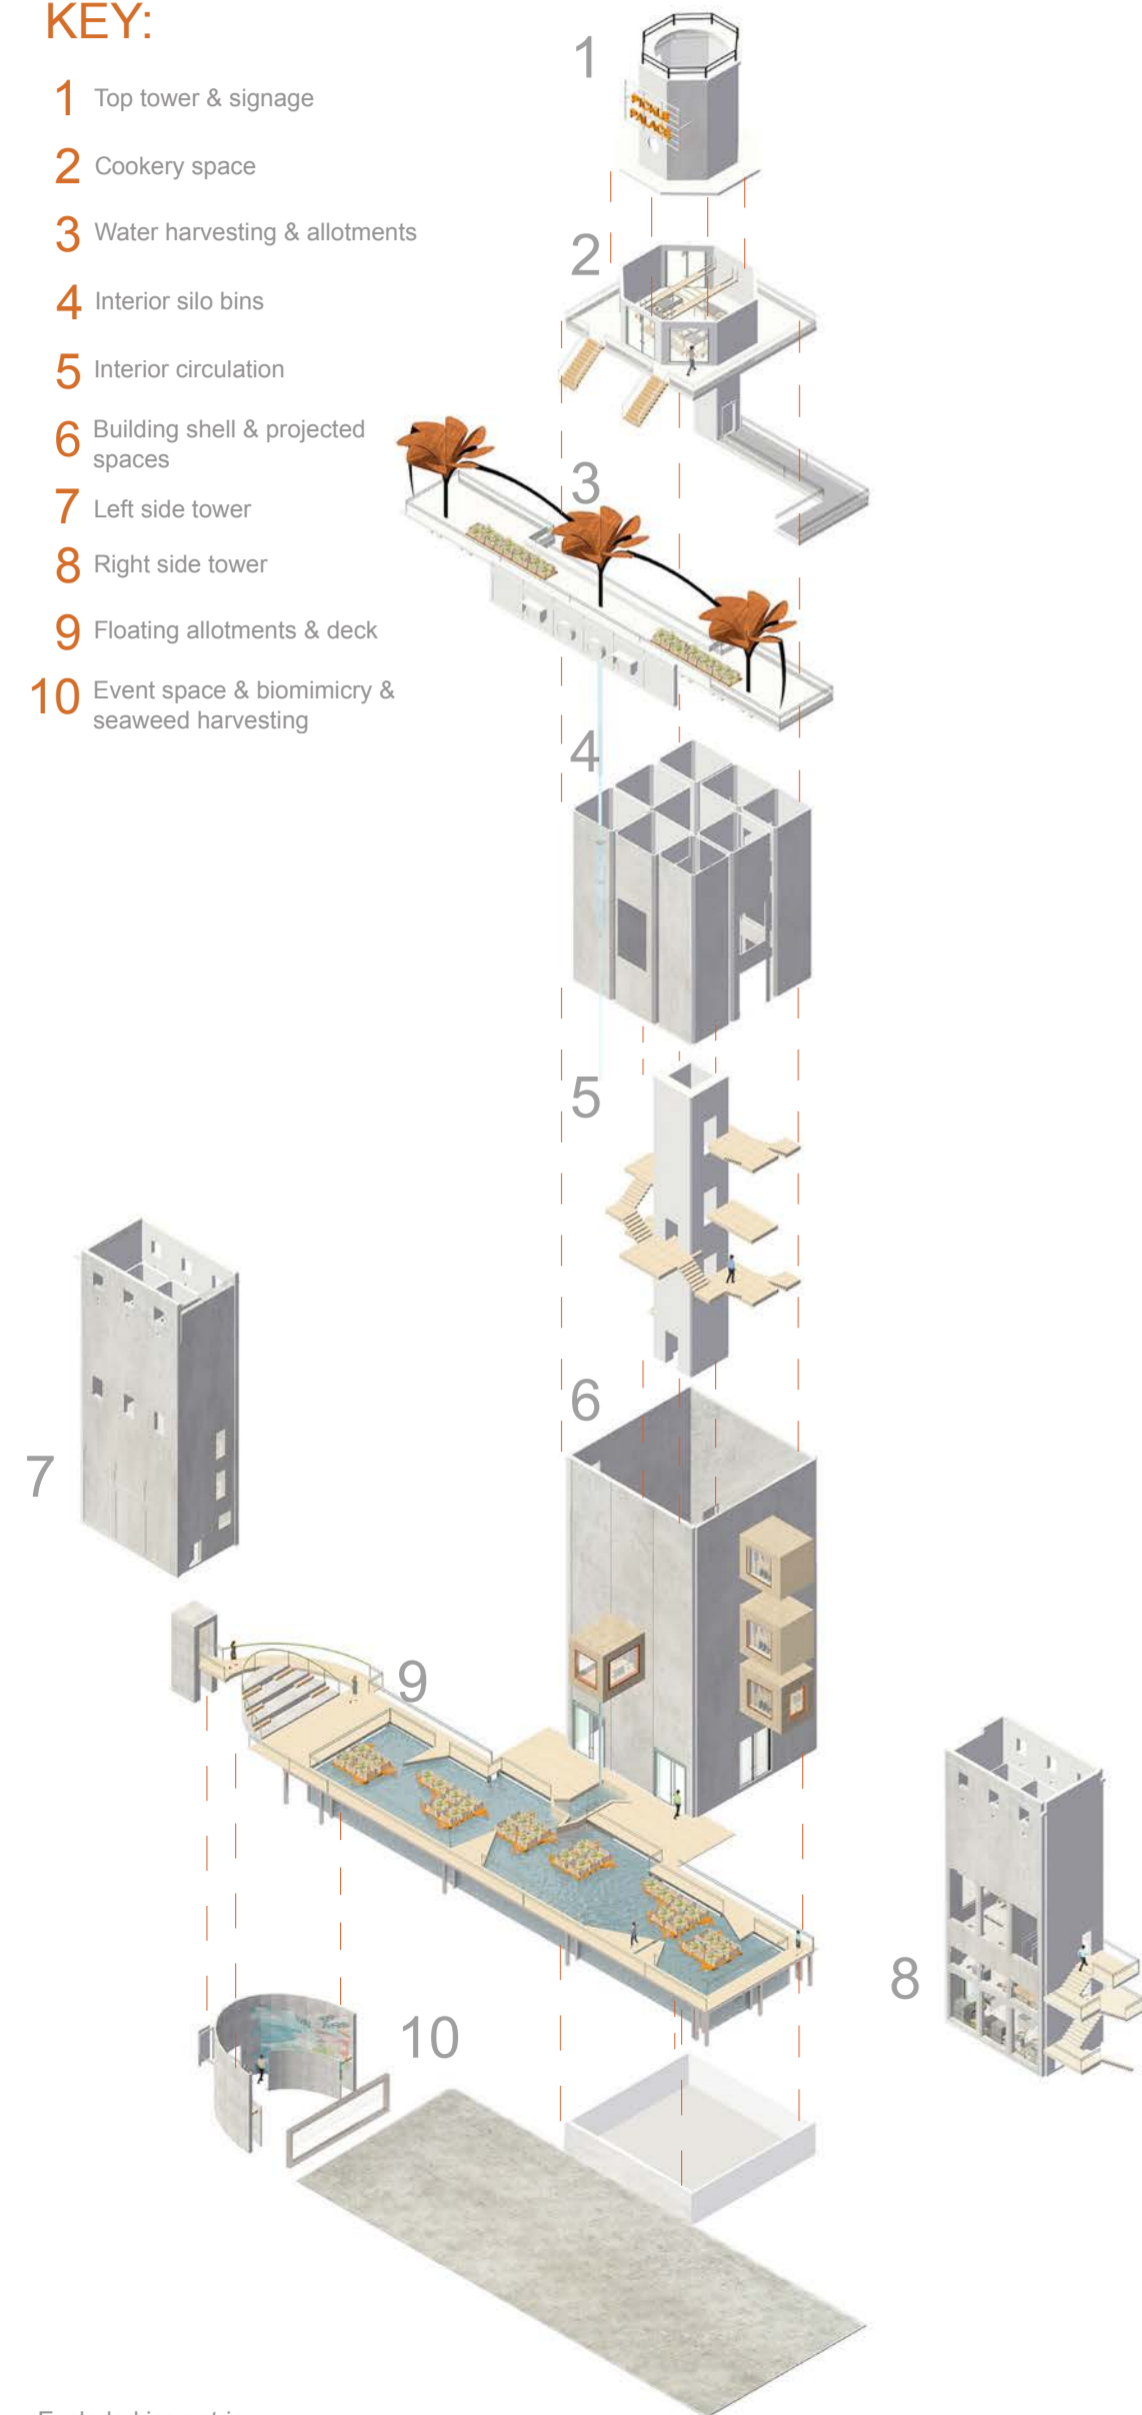 KEY:
1 Top tower & signage
2 Cookery space
3 Water harvesting & allotments
4 Interior silo bins
5 Interior circulation
6 Building shell & projected
spaces
7 Left side tower
8 Right side tower
9 Floating allotments & deck
10 Event space & biomimicry &
seaweed harvesting
1
PICKLE
PALACE
2
3
4
5
6
7
9
8
10